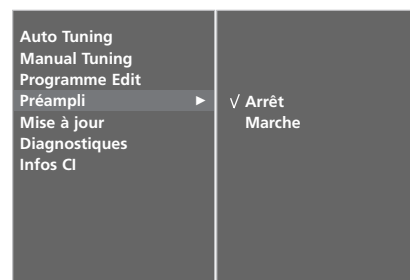 Auto Tuning
Manual Tuning
Programme Edit
Préampli ►
Mise à jour
Diagnostiques
Infos CI
√ Arrêt
Marche